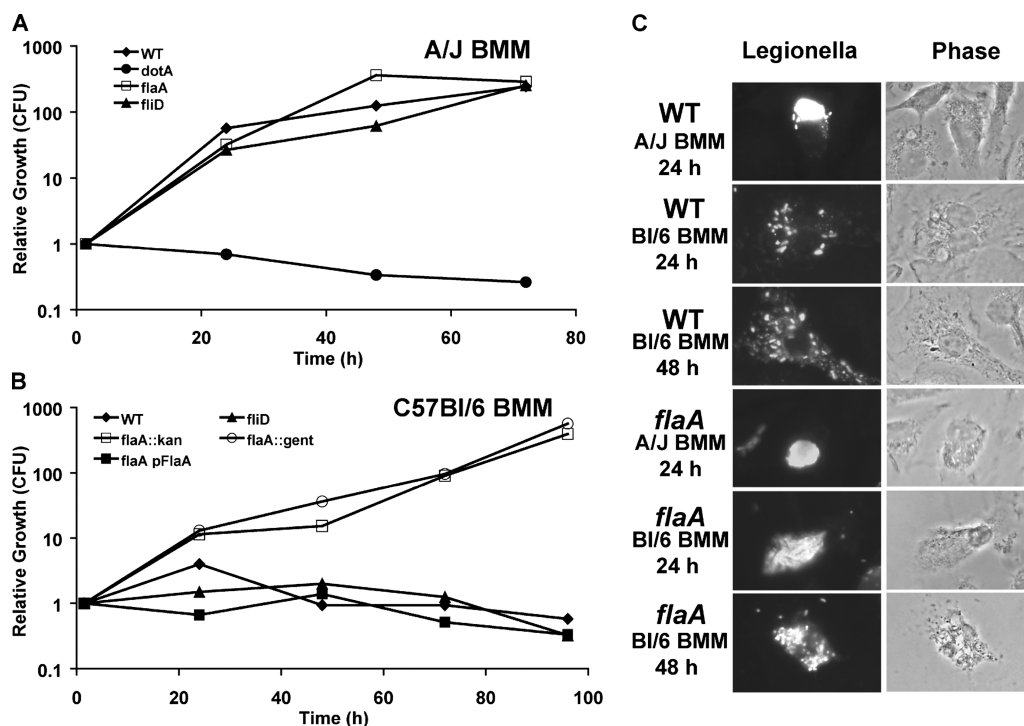 A
A/J BMM
1000
100
10
1
0.1
Relative Growth (CFU)
WT
dotA
flaA
fliD
0 20 40 60 80
Time (h)
B
C57Bl/6 BMM
1000
100
10
1
0.1
Relative Growth (CFU)
WT fliD
flaA::kan flaA::gent
flaA pFlaA
0 20 40 60 80 100
Time (h)
C
Legionella Phase
WT
A/J BMM
24 h
WT
Bl/6 BMM
24 h
WT
Bl/6 BMM
48 h
flaA
A/J BMM
24 h
flaA
Bl/6 BMM
24 h
flaA
Bl/6 BMM
48 h